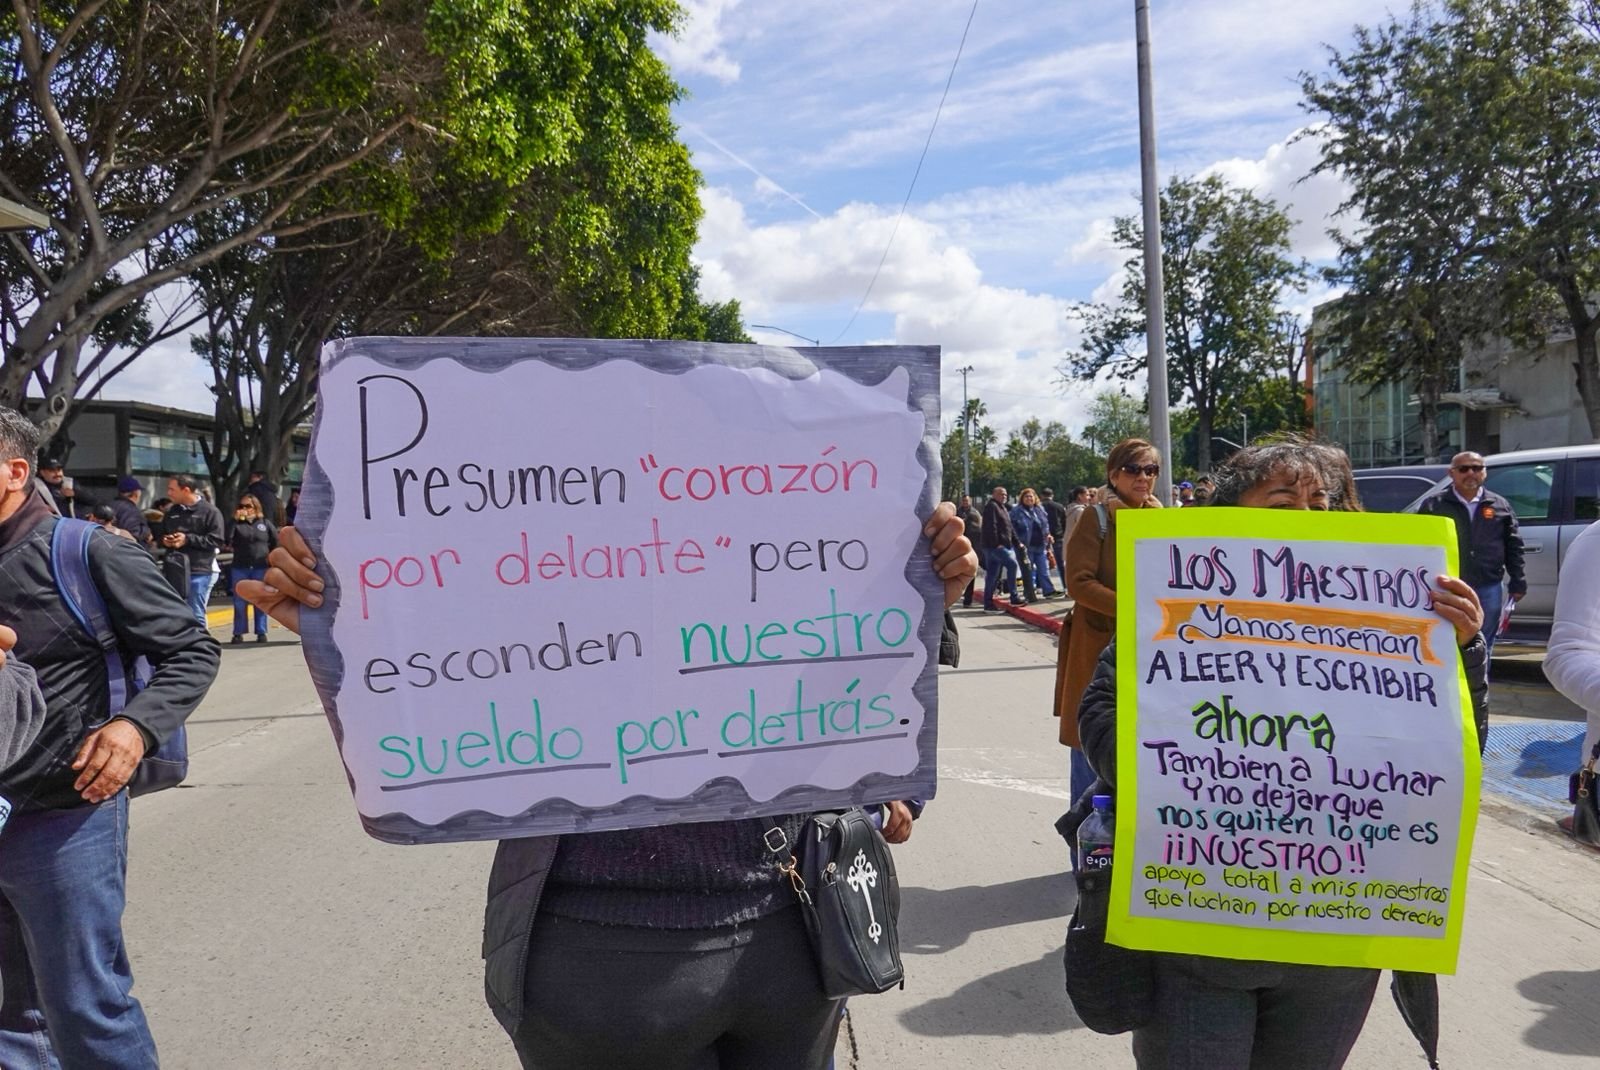 Presumen "corazón
por delante" pero
esconden nuestro
sueldo por detrás.
LOS MAESTROS
Ya nos enseñan
A LEER Y ESCRIBIR
ahora
Tambien a Luchar
Y no dejar que
nos quiten lo que es
¡¡NUESTRO!!
apoyo total a mis maestros
que luchan por nuestro derecho